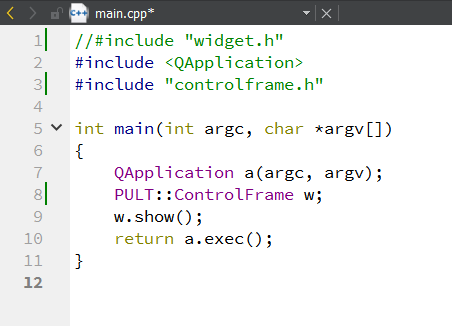 main.cpp*
1 //#include "widget.h"
2 #include <QApplication>
3 #include "controlframe.h"
4
5 int main(int argc, char *argv[])
6 {
7 QApplication a(argc, argv);
8 PULT::ControlFrame w;
9 w.show();
10 return a.exec();
11 }
12